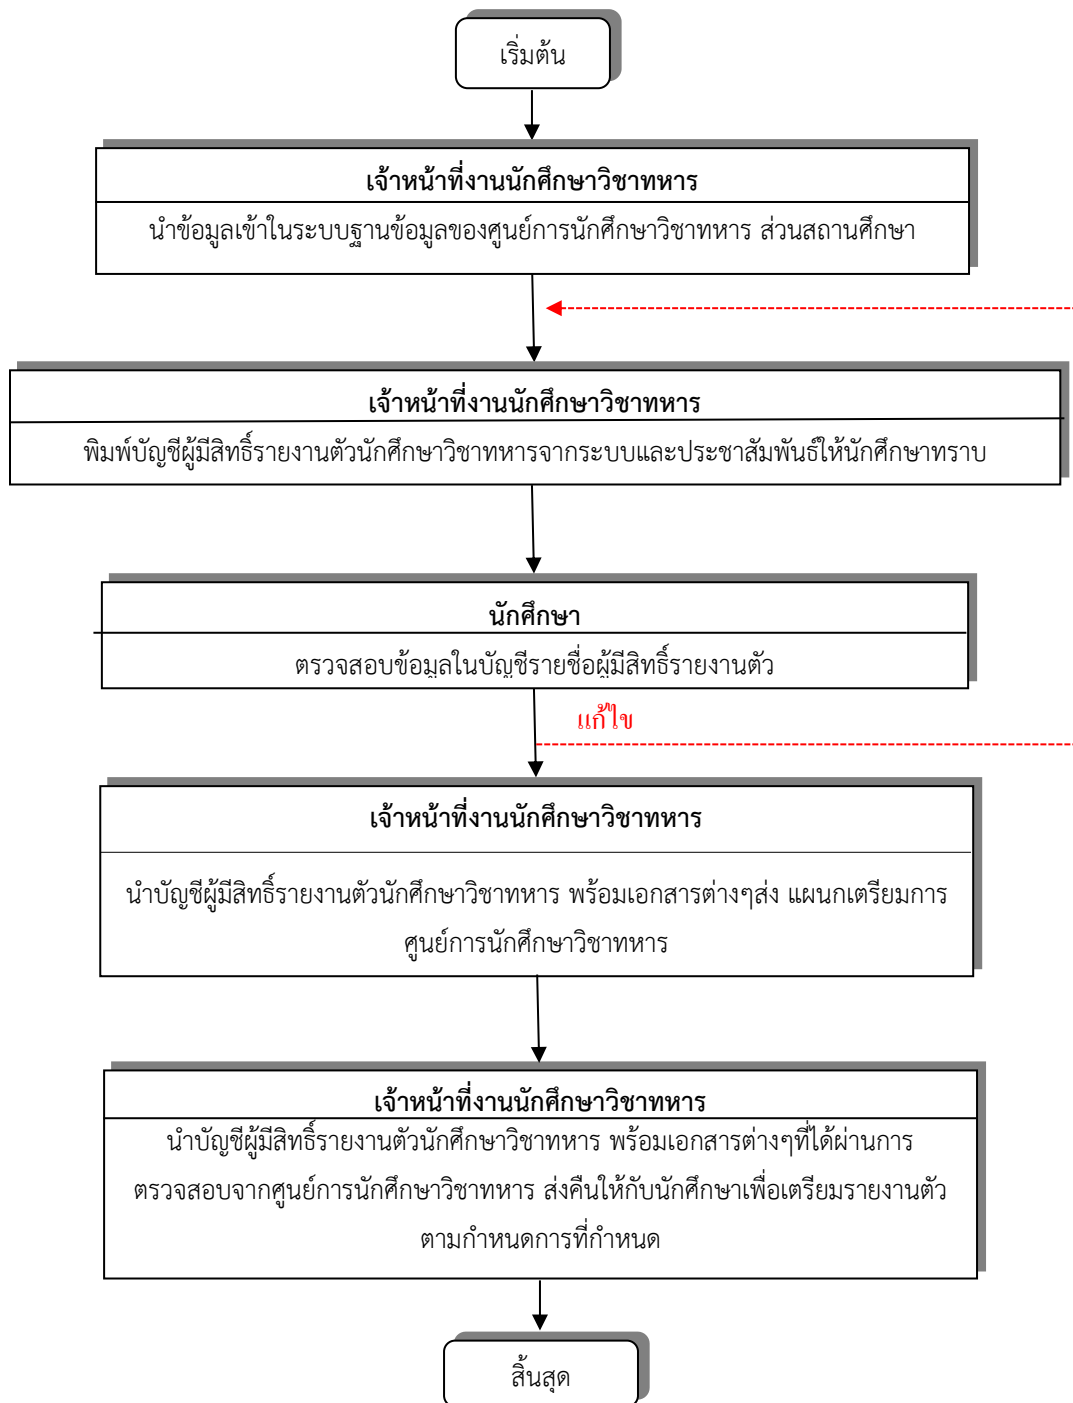 เริ่มต้น
เจ้าหน้าที่งานนักศึกษาวิชาทหาร
นำข้อมูลเข้าในระบบฐานข้อมูลของศูนย์การนักศึกษาวิชาทหาร ส่วนสถานศึกษา
เจ้าหน้าที่งานนักศึกษาวิชาทหาร
พิมพ์บัญชีผู้มีสิทธิ์รายงานตัวนักศึกษาวิชาทหารจากระบบและประชาสัมพันธ์ให้นักศึกษาทราบ
นักศึกษา
ตรวจสอบข้อมูลในบัญชีรายชื่อผู้มีสิทธิ์รายงานตัว
แก้ไข
เจ้าหน้าที่งานนักศึกษาวิชาทหาร
นำบัญชีผู้มีสิทธิ์รายงานตัวนักศึกษาวิชาทหาร พร้อมเอกสารต่างๆส่ง แผนกเตรียมการ
ศูนย์การนักศึกษาวิชาทหาร
เจ้าหน้าที่งานนักศึกษาวิชาทหาร
นำบัญชีผู้มีสิทธิ์รายงานตัวนักศึกษาวิชาทหาร พร้อมเอกสารต่างๆที่ได้ผ่านการ
ตรวจสอบจากศูนย์การนักศึกษาวิชาทหาร ส่งคืนให้กับนักศึกษาเพื่อเตรียมรายงานตัว
ตามกำหนดการที่กำหนด
สิ้นสุด